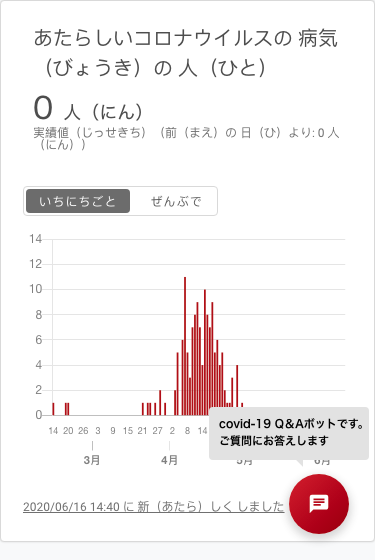 あたらしいコロナウイルスの 病気
（びょうき）の 人（ひと）
0 人（にん）
実績値（じっせきち）（前（まえ）の 日（ひ）より: 0 人
（にん））
いちにちごと ぜんぶで
14
12
10
8
6
4
2
0
14 20 26 3 9 15 21 27 2 8 14
3月 4月 5月 6月
covid-19 Q&Aボットです。
ご質問にお答えします
2020/06/16 14:40 に 新（あたら）しく しました